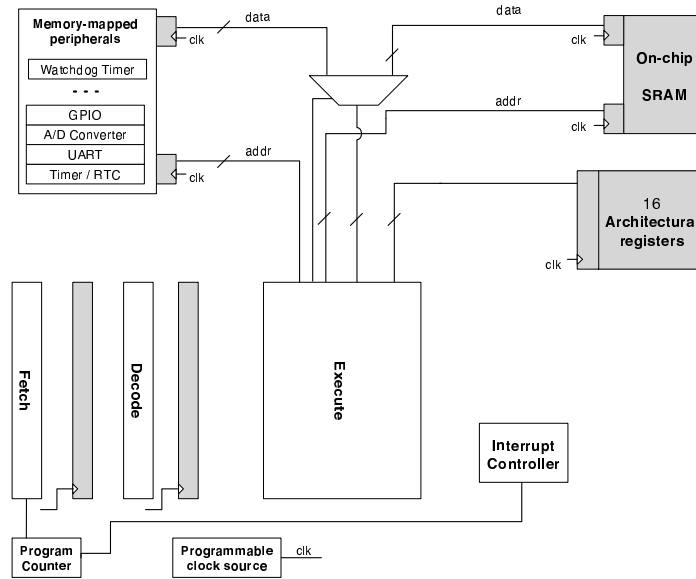 Memory-mapped
peripherals
Watchdog Timer
- - -
GPIO
A/D Converter
UART
Timer / RTC
clk
data
addr
clk
data
clk
addr
clk
On-chip
SRAM
16
Architectura
registers
clk
Fetch
Decode
Execute
Interrupt
Controller
Program
Counter
Programmable
clock source
clk